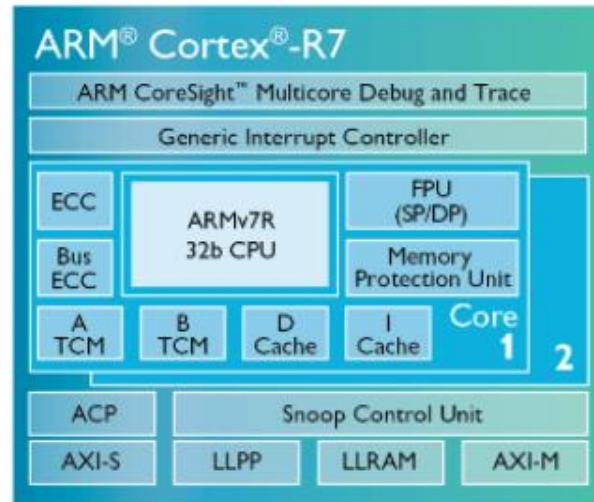 ARM® Cortex®-R7
ARM CoreSight™ Multicore Debug and Trace
Generic Interrupt Controller
ECC
ARMv7R
32b CPU
FPU
(SP/DP)
Bus
ECC
Memory
Protection Unit
A
TCM
B
TCM
D
Cache
I
Cache
Core
1
2
ACP
Snoop Control Unit
AXI-S
LLPP
LLRAM
AXI-M